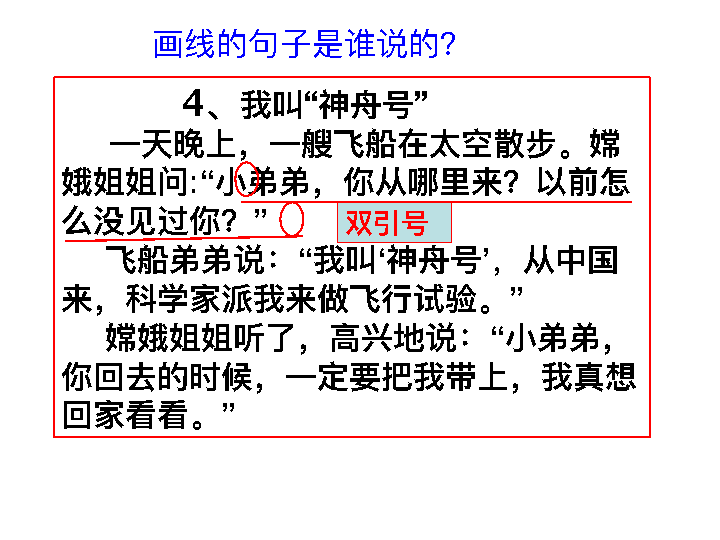 画线的句子是谁说的？
4、我叫“神舟号”
一天晚上，一艘飞船在太空散步。嫦
娥姐姐问:“小弟弟，你从哪里来？以前怎
么没见过你？”
双引号
飞船弟弟说：“我叫‘神舟号’，从中国
来，科学家派我来做飞行试验。”
嫦娥姐姐听了，高兴地说：“小弟弟，
你回去的时候，一定要把我带上，我真想
回家看看。”